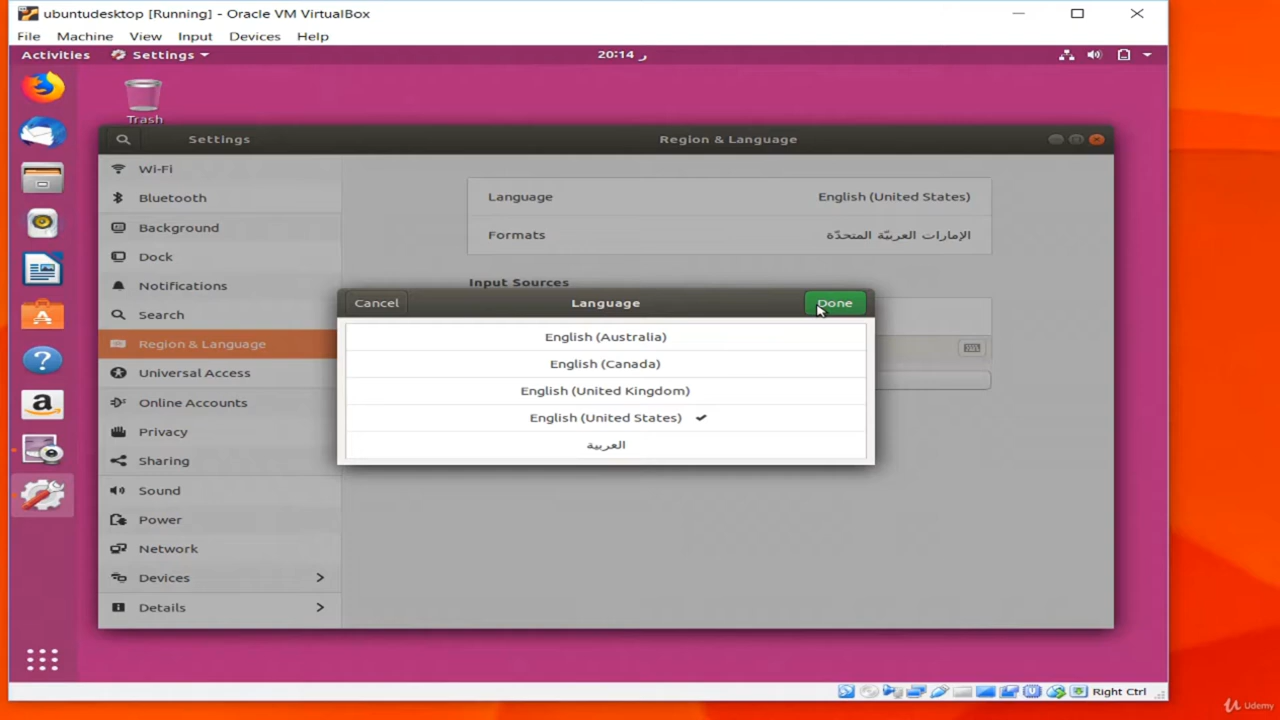 ubuntudesktop [Running] - Oracle VM VirtualBox
File Machine View Input Devices Help
Activities Settings 20:14 ر
Trash
Settings Region & Language
Wi-Fi
Bluetooth
Background
Dock
Notifications
Search
Region & Language
Universal Access
Online Accounts
Privacy
Sharing
Sound
Power
Network
Devices
Details
Language English (United States)
Formats الإمارات العربيّة المتحدّة
Input Sources
Cancel Language Done
English (Australia)
English (Canada)
English (United Kingdom)
English (United States)
العربية
Right Ctrl
Udemy